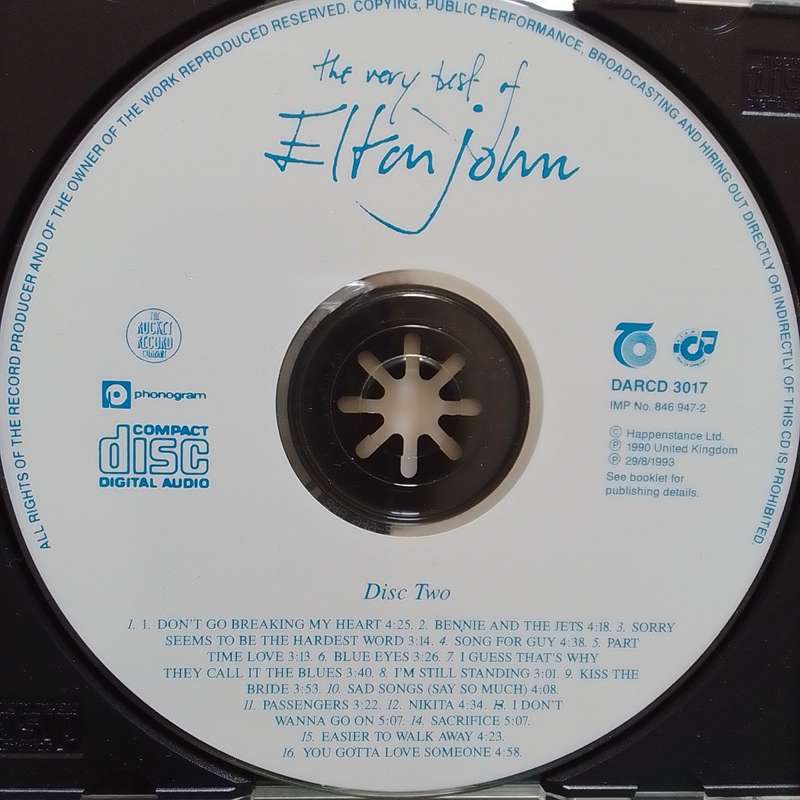 ALL RIGHTS OF THE RECORD PRODUCER AND OF THE OWNER OF THE WORK REPRODUCED RESERVED. COPYING, PUBLIC PERFORMANCE, BROADCASTING AND HIRING OUT DIRECTLY OR INDIRECTLY OF THIS CD IS PROHIBITED.
the very best of
Elton john
THE
ROCKET
RECORD
COMPANY
phonogram
COMPACT
disc
DIGITAL AUDIO
DARCD 3017
IMP No. 846 947-2
© Happenstance Ltd.
℗ 1990 United Kingdom
℗ 29/8/1993
See booklet for
publishing details.
Disc Two
1. 1. DON'T GO BREAKING MY HEART 4:25. 2. BENNIE AND THE JETS 4:18. 3. SORRY
SEEMS TO BE THE HARDEST WORD 3:14. 4. SONG FOR GUY 4:38. 5. PART
TIME LOVE 3:13. 6. BLUE EYES 3:26. 7. I GUESS THAT'S WHY
THEY CALL IT THE BLUES 3:40. 8. I'M STILL STANDING 3:01. 9. KISS THE
BRIDE 3:53. 10. SAD SONGS (SAY SO MUCH) 4:08.
11. PASSENGERS 3:22. 12. NIKITA 4:34. 13. I DON'T
WANNA GO ON 5:07. 14. SACRIFICE 5:07.
15. EASIER TO WALK AWAY 4:23.
16. YOU GOTTA LOVE SOMEONE 4:58.